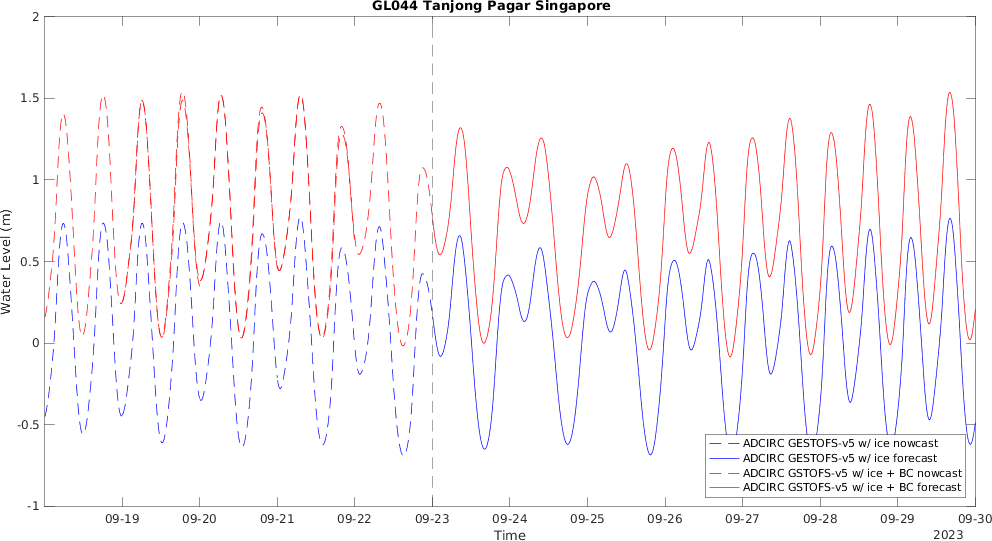 GL044 Tanjong Pagar Singapore
2
1.5
1
0.5
0
-0.5
-1
Water Level (m)
09-19
09-20
09-21
09-22
09-23
09-24
09-25
09-26
09-27
09-28
09-29
09-30
Time
2023
ADCIRC GESTOFS-v5 w/ ice nowcast
ADCIRC GESTOFS-v5 w/ ice forecast
ADCIRC GSTOFS-v5 w/ ice + BC nowcast
ADCIRC GSTOFS-v5 w/ ice + BC forecast